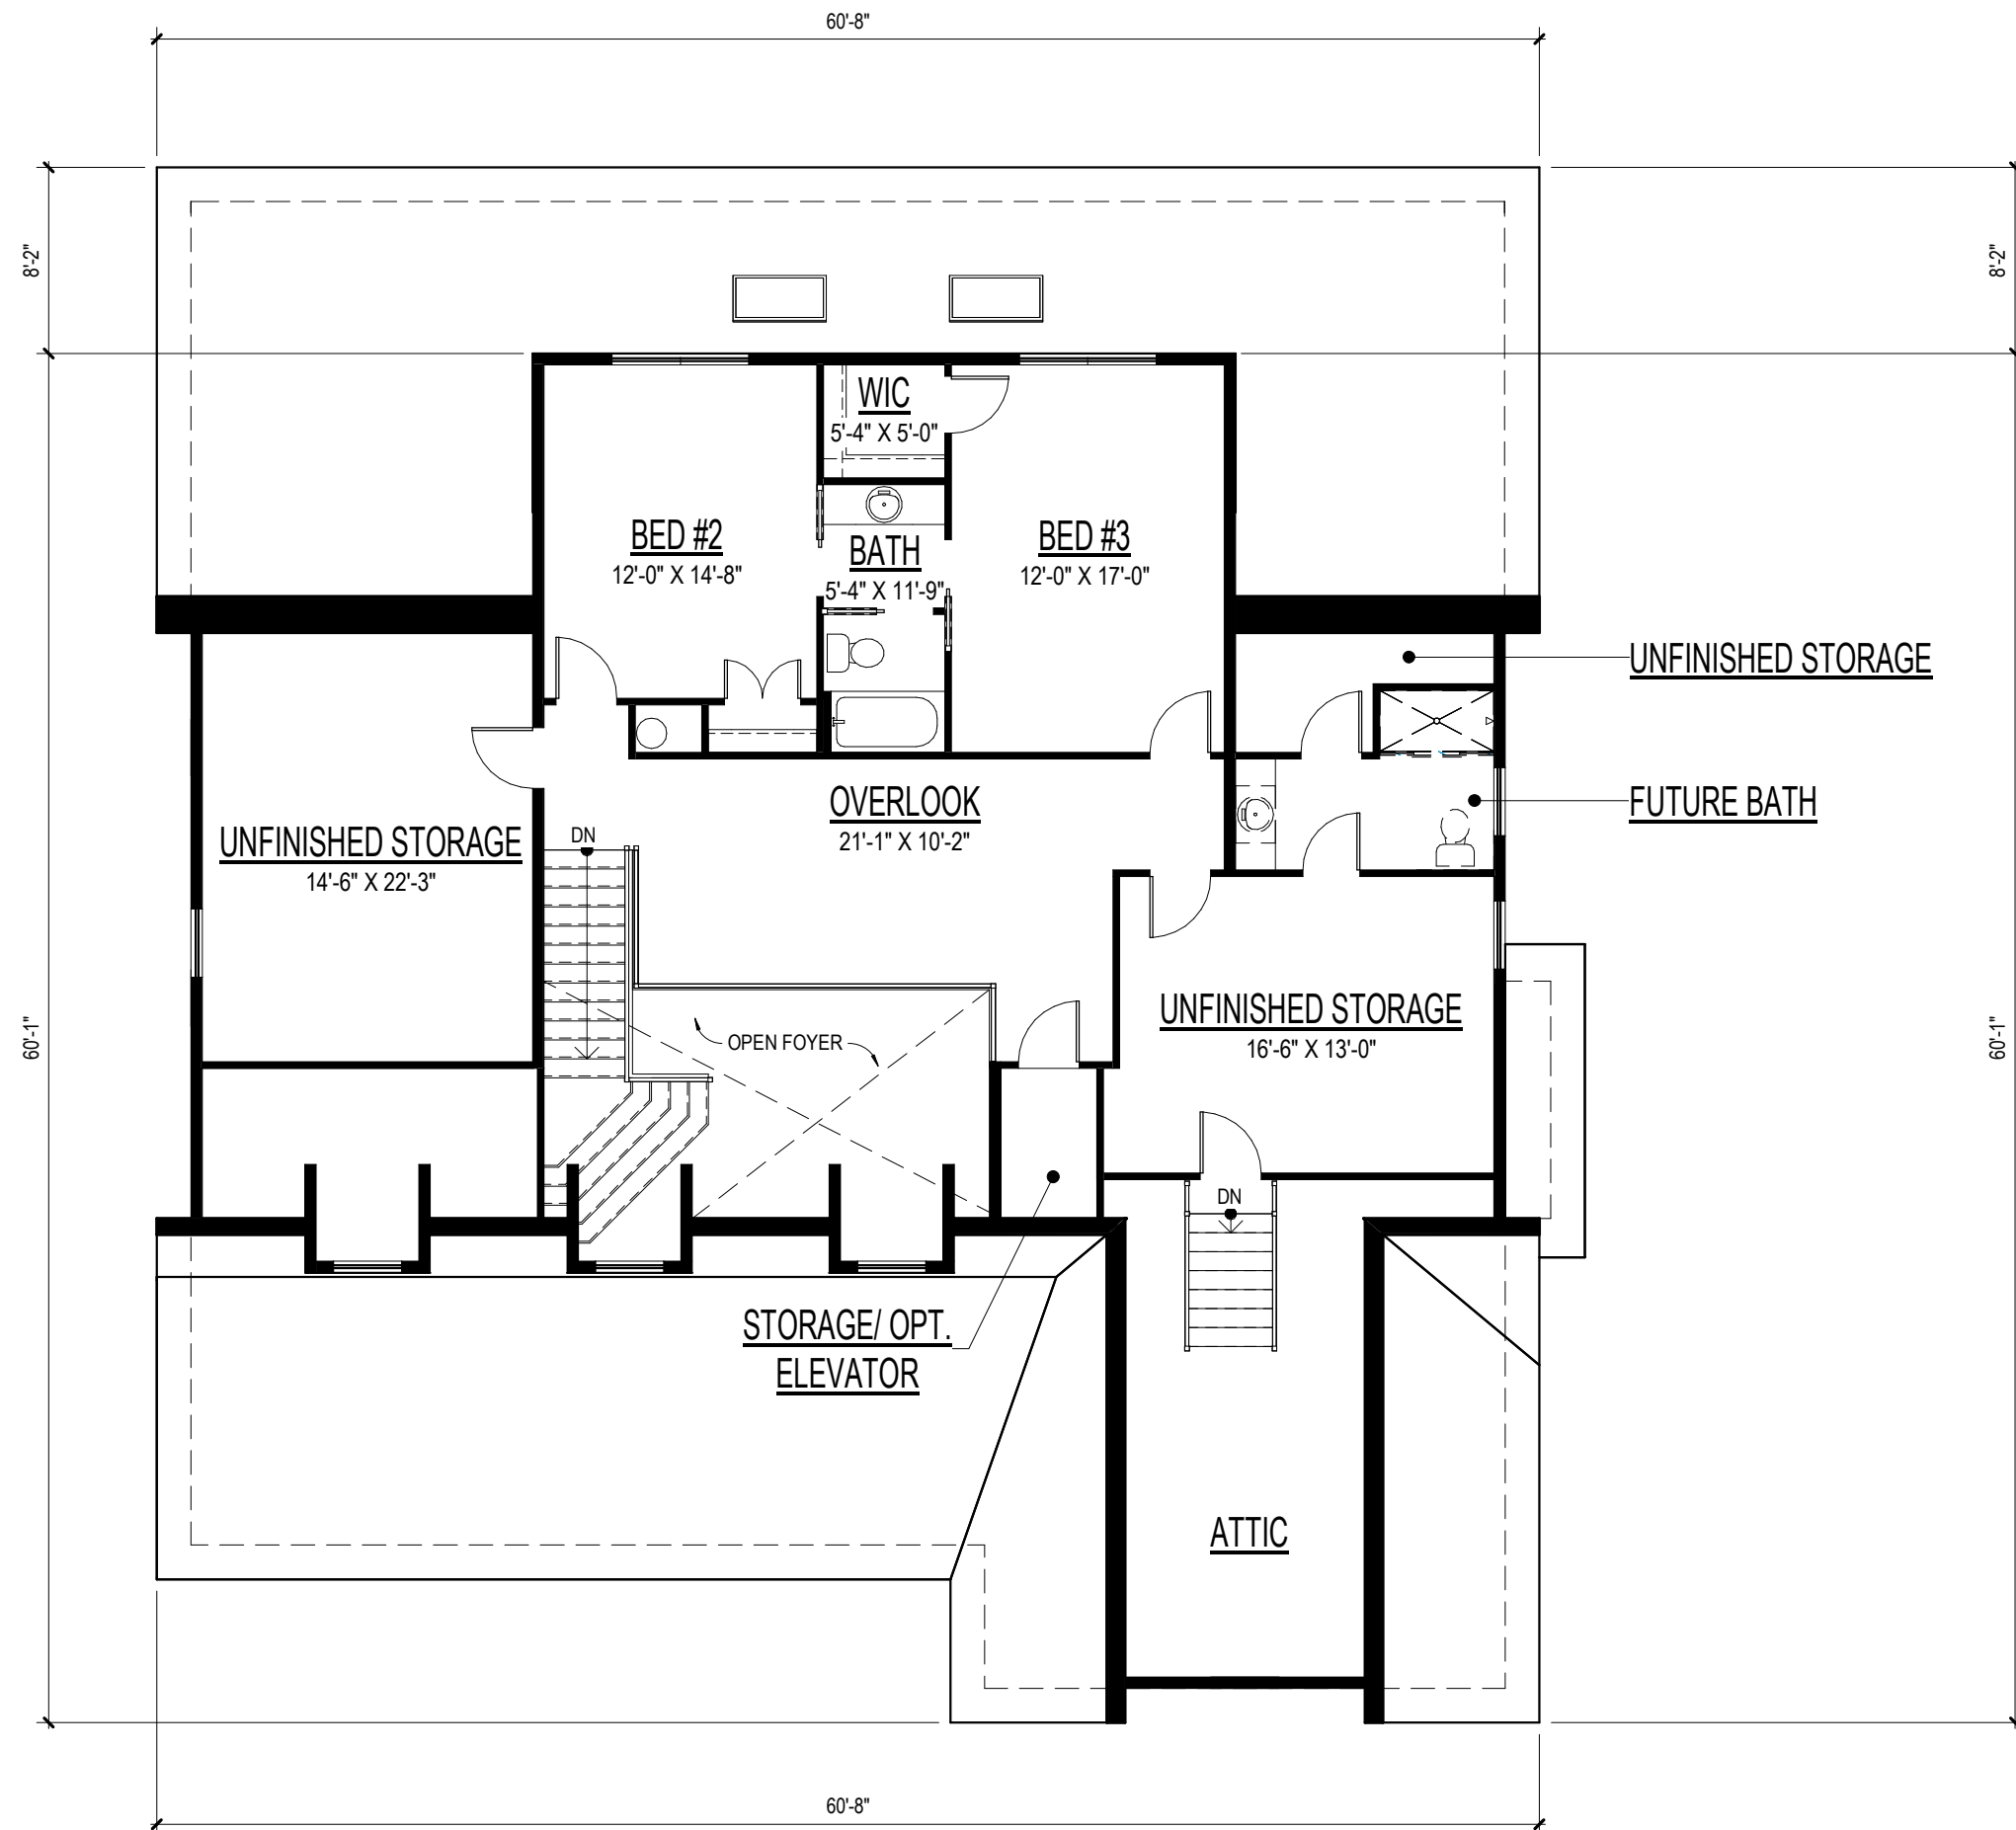 60'-8"
8'-2"
8'-2"
WIC
5'-4" X 5'-0"
BED #2
12'-0" X 14'-8"
BATH
5'-4" X 11'-9"
BED #3
12'-0" X 17'-0"
UNFINISHED STORAGE
FUTURE BATH
OVERLOOK
21'-1" X 10'-2"
DN
UNFINISHED STORAGE
14'-6" X 22'-3"
UNFINISHED STORAGE
16'-6" X 13'-0"
OPEN FOYER
60'-1"
60'-1"
DN
STORAGE/ OPT.
ELEVATOR
ATTIC
60'-8"